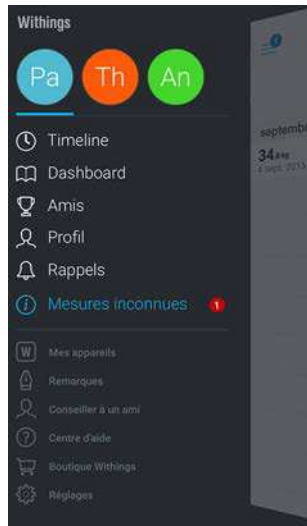 Withings
Pa Th An
Timeline
Dashboard
Amis
Profil
Rappels
Mesures inconnues 1
W Mes appareils
Remarques
Conseiller à un ami
Centre d'aide
Boutique Withings
Réglages
septembr
34
4 sept. 2013